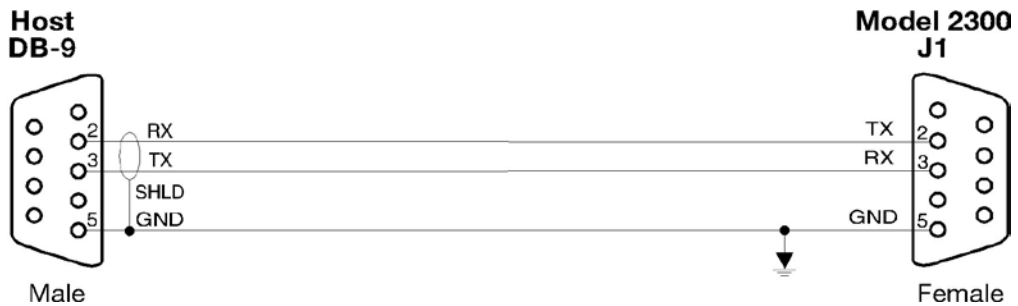 Host
DB-9
Model 2300
J1
2
RX
TX
2
3
TX
RX
3
SHLD
5
GND
GND
5
Male
Female